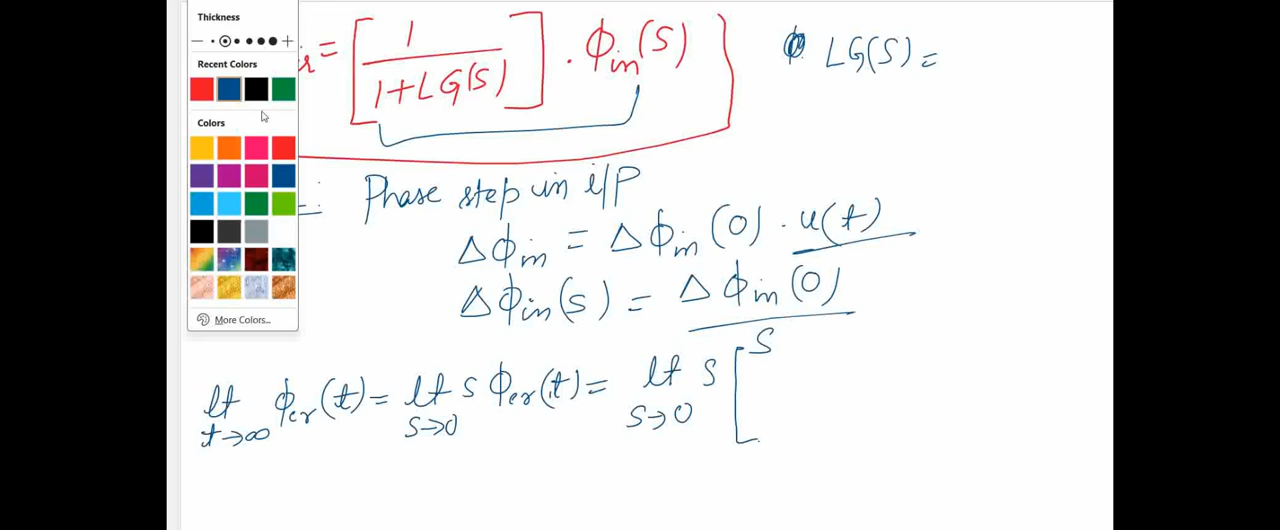 Thickness
Recent Colors
Colors
More Colors...
= [ 1 / 1+LG(S) ] . Φin(S)
Φ LG(S) =
Phase step in i/P
ΔΦin = ΔΦin(0) . u(t)
ΔΦin(s) = ΔΦin(0) / S
lt t→∞ Φer(t) = lt S→0 S Φer(t) = lt S→0 S [